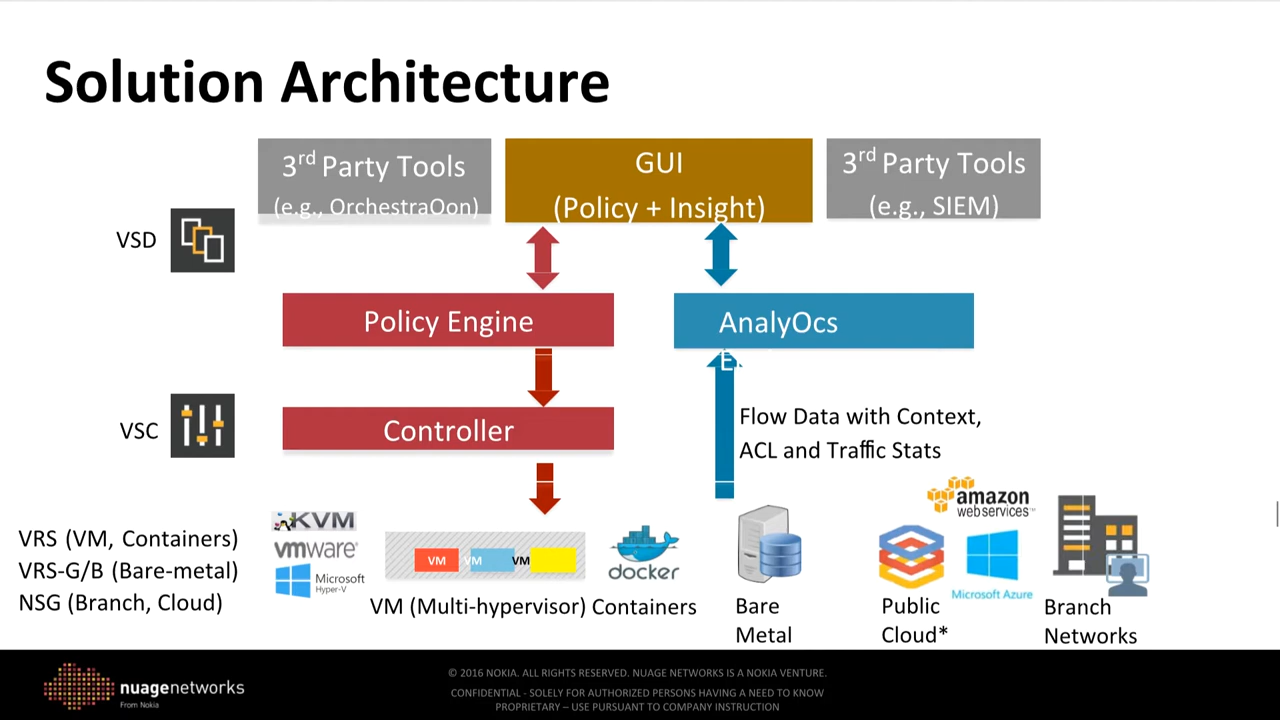 Solution Architecture
3rd Party Tools
(e.g., OrchestraOon)
GUI
(Policy + Insight)
3rd Party Tools
(e.g., SIEM)
VSD
Policy Engine
AnalyOcs
E.
VSC
Controller
Flow Data with Context,
ACL and Traffic Stats
VRS (VM, Containers)
VRS-G/B (Bare-metal)
NSG (Branch, Cloud)
KVM
vmware
Microsoft
Hyper-V
VM
VM
VM
VM (Multi-hypervisor)
docker
Containers
Bare
Metal
amazon
web services™
Microsoft Azure
Public
Cloud*
Branch
Networks
nuagenetworks
From Nokia
© 2016 NOKIA. ALL RIGHTS RESERVED. NUAGE NETWORKS IS A NOKIA VENTURE.
CONFIDENTIAL - SOLELY FOR AUTHORIZED PERSONS HAVING A NEED TO KNOW
PROPRIETARY – USE PURSUANT TO COMPANY INSTRUCTION